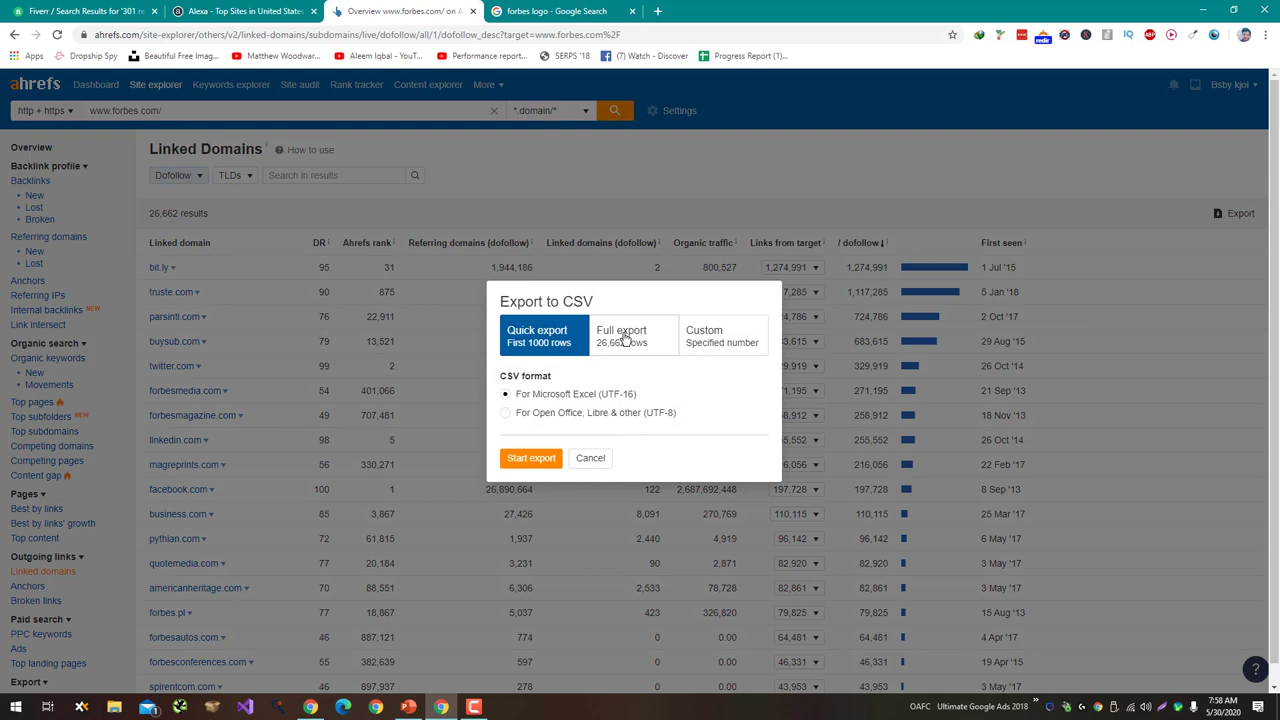 Fiverr / Search Results for '301 re
Alexa - Top Sites in United States
Overview www.forbes.com/ on A
forbes logo - Google Search
ahrefs.com/site-explorer/others/v2/linked-domains/subdomains/live/dofollow/all/1/dofollow_desc?target=www.forbes.com%2F
Apps
Dropship Spy
Beautiful Free Imag...
Matthew Woodwar...
Aleem Iqbal - YouT...
Performance report...
SERPS '18
(7) Watch - Discover
Progress Report (1)...
ahrefs Dashboard Site explorer Keywords explorer Site audit Rank tracker Content explorer More Bsby kjoi
http + https www.forbes.com/ *.domain/* Settings
Overview
Backlink profile
Backlinks
New
Lost
Broken
Referring domains
New
Lost
Anchors
Referring IPs
Internal backlinks NEW
Link intersect
Organic search
Organic keywords
New
Movements
Top pages
Top subfolders NEW
Top subdomains
Competing domains
Competing pages
Content gap
Pages
Best by links
Best by links' growth
Top content
Outgoing links
Linked domains
Anchors
Broken links
Paid search
PPC keywords
Ads
Top landing pages
Export
Linked Domains i ? How to use
Dofollow TLDs Search in results
26,662 results Export
Linked domain DR Ahrefs rank Referring domains (dofollow) Linked domains (dofollow) Organic traffic Links from target / dofollow First seen
bit.ly 95 31 1,944,186 2 800,527 1,274,991 1,274,991 1 Jul '15
truste.com 90 875 7,285 1,117,285 5 Jan '18
parsinti.com 76 22,911 4,786 724,786 2 Oct '17
buysub.com 79 13,521 3,615 683,615 29 Aug '15
twitter.com 99 2 9,919 329,919 26 Oct '14
forbesmedia.com 54 401,066 1,195 271,195 21 Sep '13
forbesmagazine.com 49 707,481 8,912 258,912 18 Nov '13
linkedin.com 98 5 5,552 255,552 26 Oct '14
magreprints.com 56 330,271 6,056 216,056 22 Feb '17
facebook.com 100 1 26,890,664 122 2,687,692,448 197,728 197,728 8 Sep '13
business.com 85 3,867 27,426 8,091 270,769 110,115 110,115 25 Mar '17
pythian.com 72 61,815 1,937 2,440 4,919 96,142 96,142 6 May '17
quotemedia.com 77 20,184 3,231 90 2,871 82,920 82,920 3 May '17
americanheritage.com 70 88,551 6,306 2,533 78,728 82,861 82,861 3 May '17
forbes.pl 77 18,867 5,037 423 326,820 79,825 79,825 15 Aug '13
forbesautos.com 46 887,121 774 0 0.00 64,481 64,481 4 Apr '17
forbesconferences.com 55 382,639 597 0 0.00 46,331 46,331 19 Apr '15
spirentcom.com 46 897,937 278 0 0.00 43,953 43,953
Export to CSV
Quick export
First 1000 rows
Full export
rows
Custom
Specified number
CSV format
For Microsoft Excel (UTF-16)
For Open Office, Libre & other (UTF-8)
Start export Cancel
?
OAFC Ultimate Google Ads 2018
7:58 AM
5/30/2020